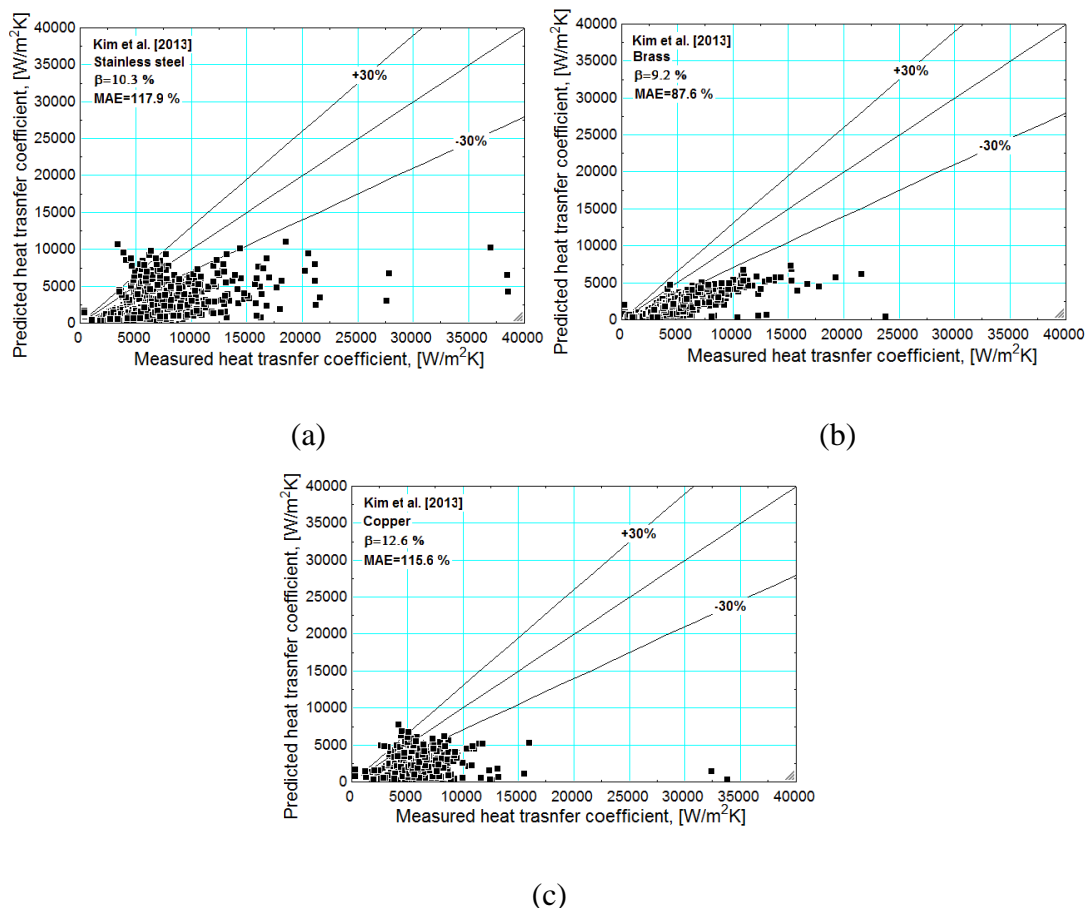 Predicted heat trasnfer coefficient, [W/m²K]
40000
35000
30000
25000
20000
15000
10000
5000
0
Kim et al. [2013]
Stainless steel
β=10.3 %
MAE=117.9 %
+30%
-30%
0 5000 10000 15000 20000 25000 30000 35000 40000
Measured heat trasnfer coefficient, [W/m²K]
(a)
Predicted heat trasnfer coefficient, [W/m²K]
40000
35000
30000
25000
20000
15000
10000
5000
0
Kim et al. [2013]
Brass
β=9.2 %
MAE=87.6 %
+30%
-30%
0 5000 10000 15000 20000 25000 30000 35000 40000
Measured heat trasnfer coefficient, [W/m²K]
(b)
Predicted heat trasnfer coefficient, [W/m²K]
40000
35000
30000
25000
20000
15000
10000
5000
0
Kim et al. [2013]
Copper
β=12.6 %
MAE=115.6 %
+30%
-30%
0 5000 10000 15000 20000 25000 30000 35000 40000
Measured heat trasnfer coefficient, [W/m²K]
(c)